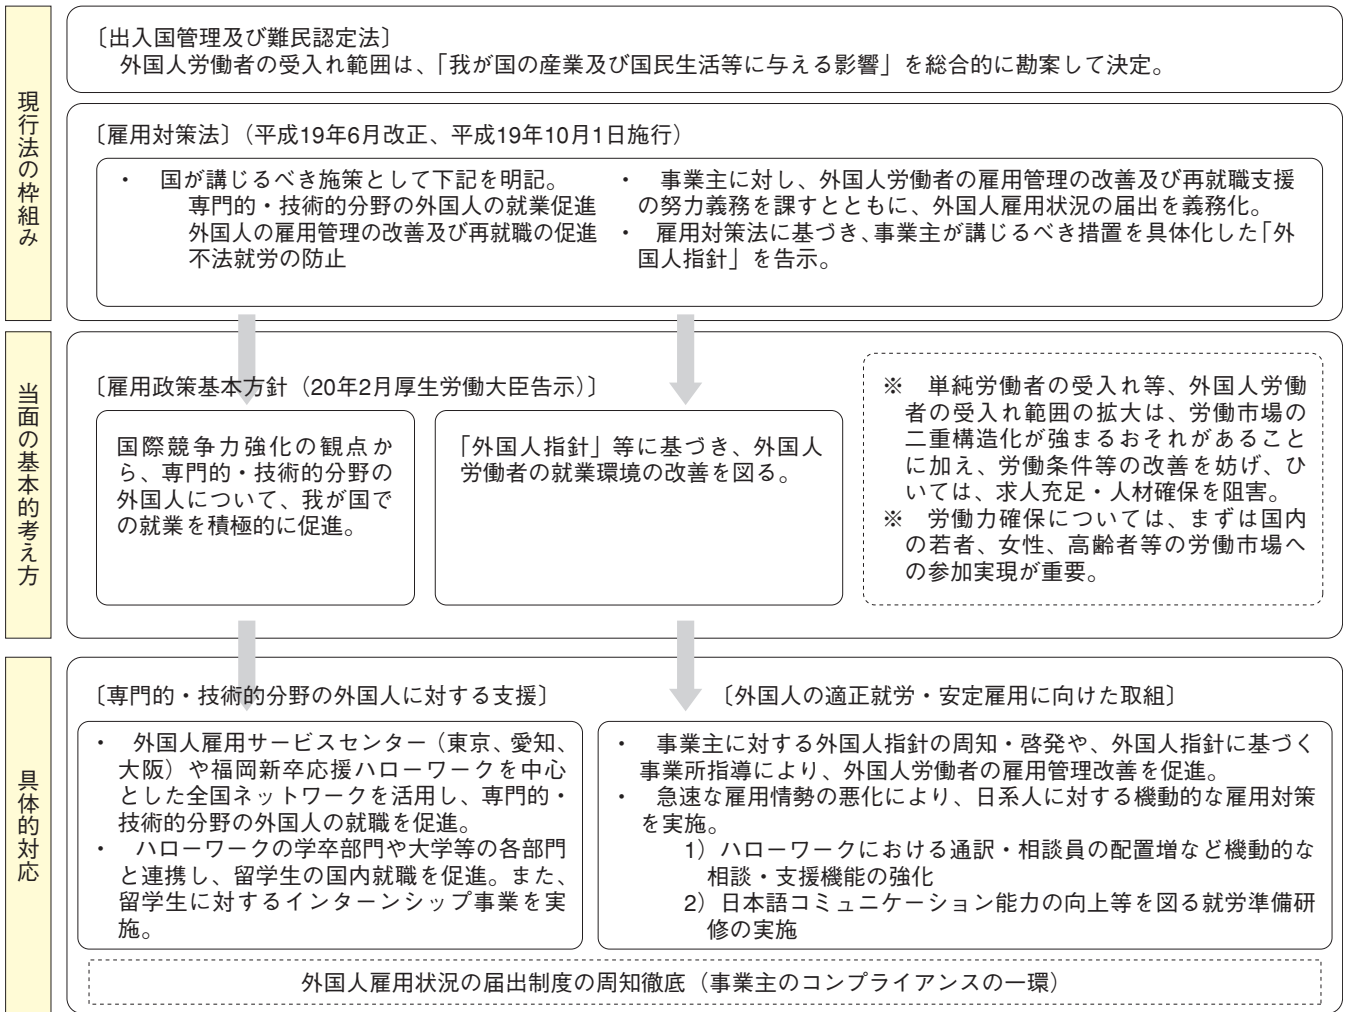 現行法の枠組み
〔出入国管理及び難民認定法〕
外国人労働者の受入れ範囲は、「我が国の産業及び国民生活等に与える影響」を総合的に勘案して決定。
〔雇用対策法〕（平成19年6月改正、平成19年10月1日施行）
・　国が講じるべき施策として下記を明記。
専門的・技術的分野の外国人の就業促進
外国人の雇用管理の改善及び再就職の促進
不法就労の防止
・　事業主に対し、外国人労働者の雇用管理の改善及び再就職支援
の努力義務を課すとともに、外国人雇用状況の届出を義務化。
・　雇用対策法に基づき、事業主が講じるべき措置を具体化した「外
国人指針」を告示。
当面の基本的考え方
〔雇用政策基本方針（20年2月厚生労働大臣告示）〕
国際競争力強化の観点か
ら、専門的・技術的分野の
外国人について、我が国で
の就業を積極的に促進。
「外国人指針」等に基づき、外国人
労働者の就業環境の改善を図る。
※　単純労働者の受入れ等、外国人労働
者の受入れ範囲の拡大は、労働市場の
二重構造化が強まるおそれがあること
に加え、労働条件等の改善を妨げ、ひ
いては、求人充足・人材確保を阻害。
※　労働力確保については、まずは国内
の若者、女性、高齢者等の労働市場へ
の参加実現が重要。
具体的対応
〔専門的・技術的分野の外国人に対する支援〕
・　外国人雇用サービスセンター（東京、愛知、
大阪）や福岡新卒応援ハローワークを中心
とした全国ネットワークを活用し、専門的・
技術的分野の外国人の就職を促進。
・　ハローワークの学卒部門や大学等の各部門
と連携し、留学生の国内就職を促進。また、
留学生に対するインターンシップ事業を実
施。
〔外国人の適正就労・安定雇用に向けた取組〕
・　事業主に対する外国人指針の周知・啓発や、外国人指針に基づく
事業所指導により、外国人労働者の雇用管理改善を促進。
・　急速な雇用情勢の悪化により、日系人に対する機動的な雇用対策
を実施。
1）ハローワークにおける通訳・相談員の配置増など機動的な
相談・支援機能の強化
2）日本語コミュニケーション能力の向上等を図る就労準備研
修の実施
外国人雇用状況の届出制度の周知徹底（事業主のコンプライアンスの一環）